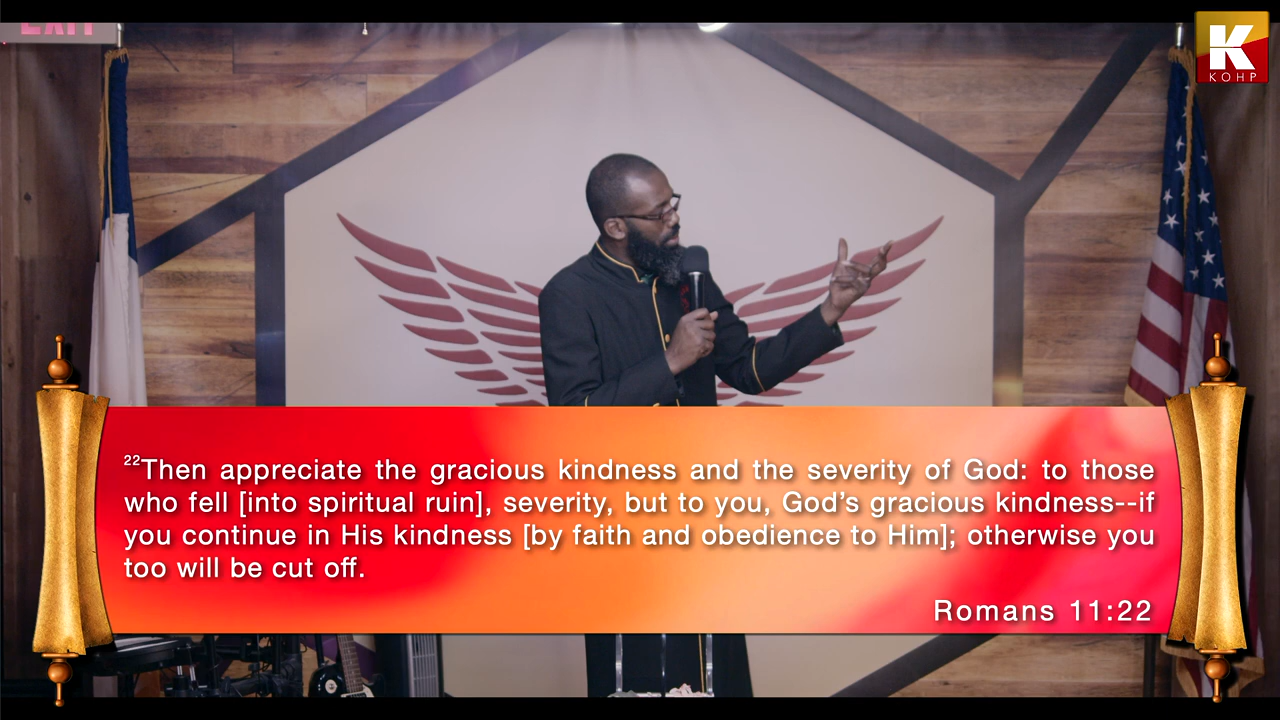 EXIT
K
KOHP
22Then appreciate the gracious kindness and the severity of God: to those
who fell [into spiritual ruin], severity, but to you, God’s gracious kindness--if
you continue in His kindness [by faith and obedience to Him]; otherwise you
too will be cut off.
Romans 11:22